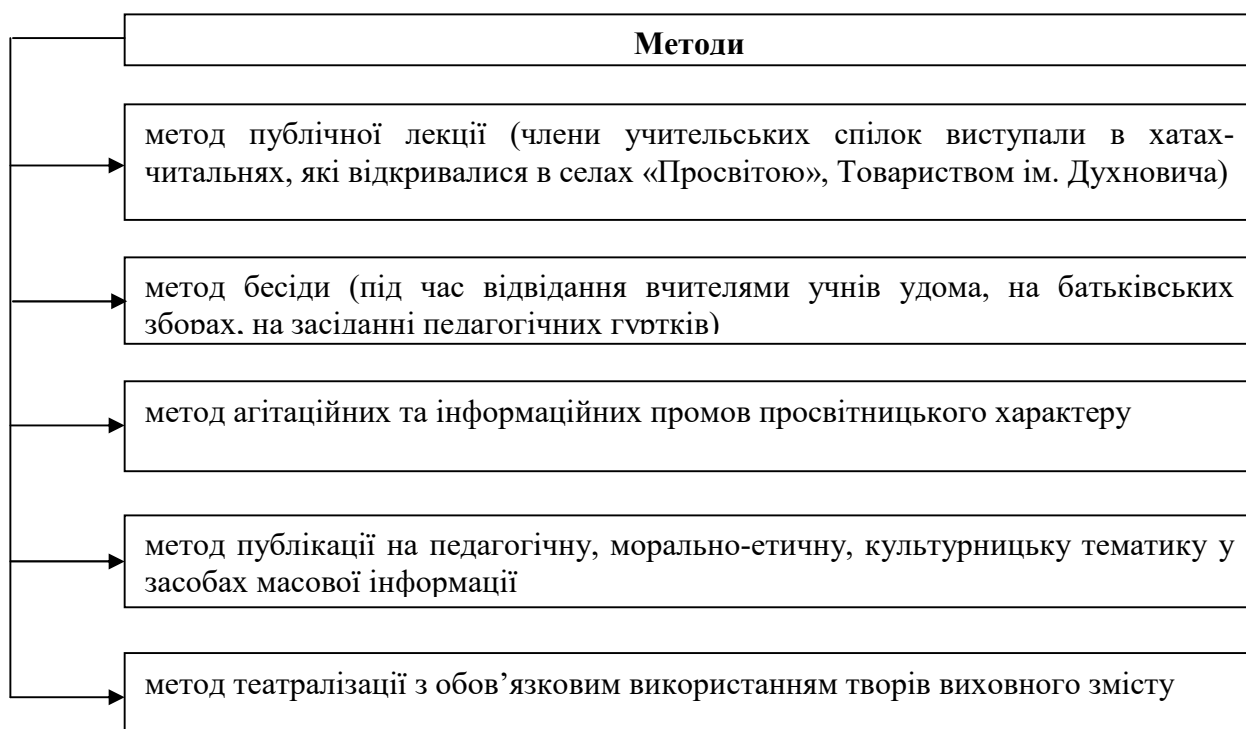 Методи
метод публічної лекції (члени учительських спілок виступали в хатах-
читальнях, які відкривалися в селах «Просвітою», Товариством ім. Духновича)
метод бесіди (під час відвідання вчителями учнів удома, на батьківських
зборах, на засіданні педагогічних гуртків)
метод агітаційних та інформаційних промов просвітницького характеру
метод публікації на педагогічну, морально-етичну, культурницьку тематику у
засобах масової інформації
метод театралізації з обов’язковим використанням творів виховного змісту